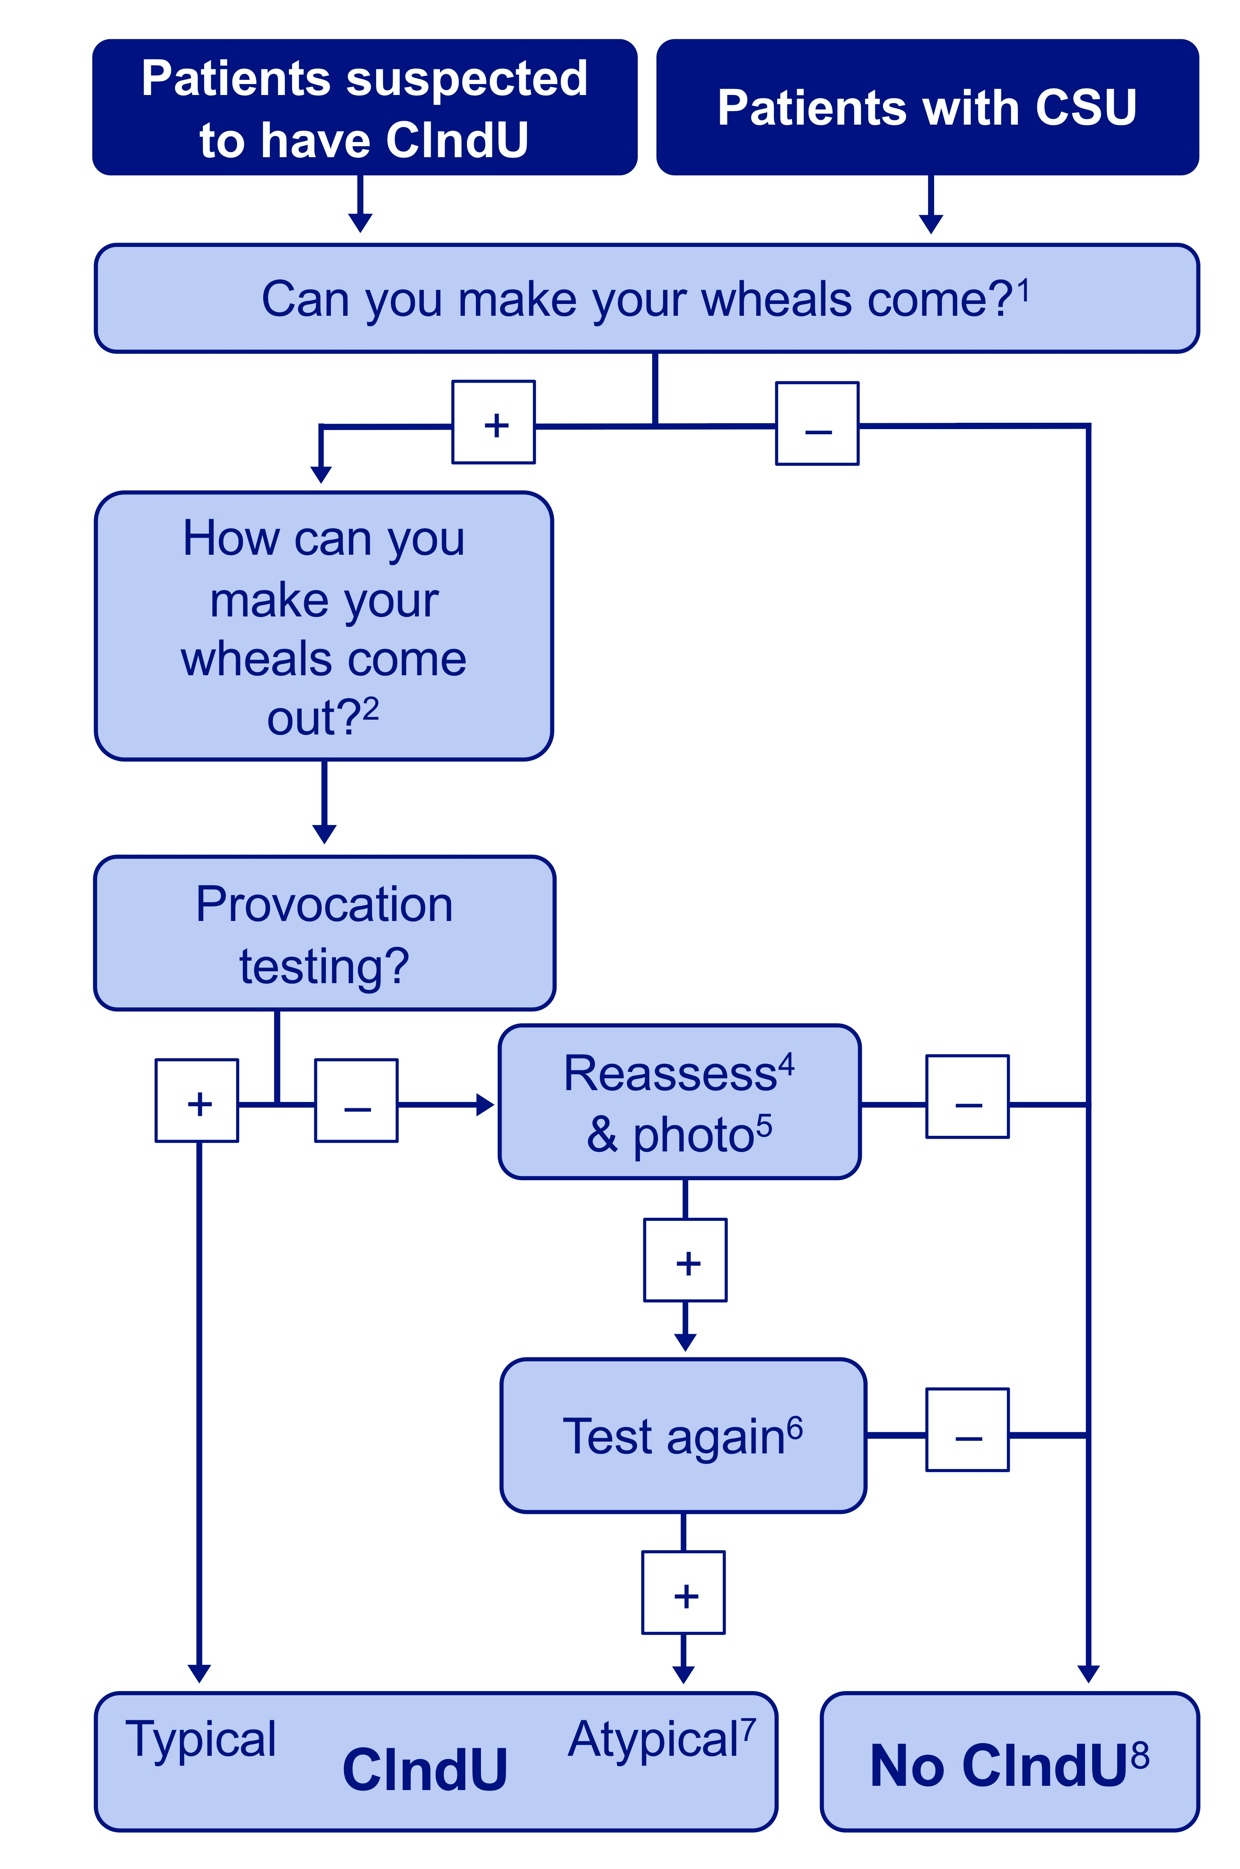 Patients suspected
to have CIndU
Patients with CSU
Can you make your wheals come?¹
+
–
How can you
make your
wheals come
out?²
Provocation
testing?
+
–
Reassess⁴
& photo⁵
–
+
Test again⁶
–
+
Typical
CIndU
Atypical⁷
No CIndU⁸